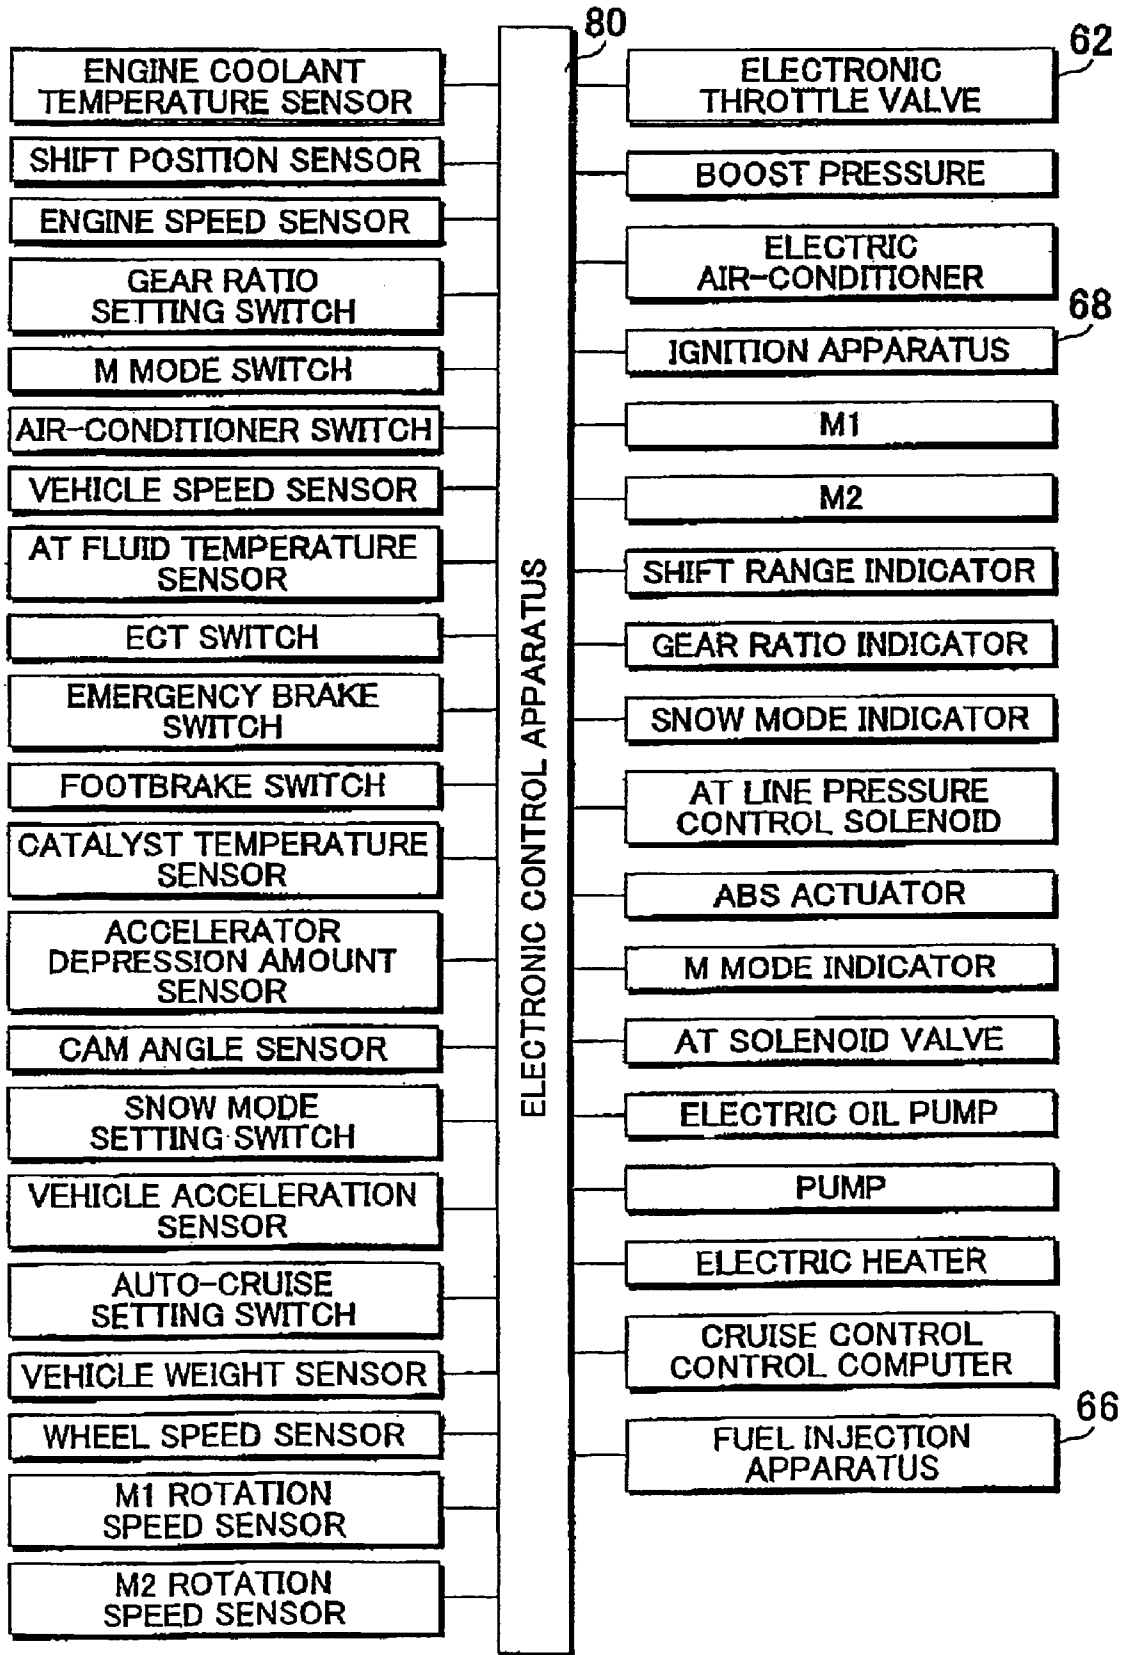 ENGINE COOLANT
TEMPERATURE SENSOR
SHIFT POSITION SENSOR
ENGINE SPEED SENSOR
GEAR RATIO
SETTING SWITCH
M MODE SWITCH
AIR-CONDITIONER SWITCH
VEHICLE SPEED SENSOR
AT FLUID TEMPERATURE
SENSOR
ECT SWITCH
EMERGENCY BRAKE
SWITCH
FOOTBRAKE SWITCH
CATALYST TEMPERATURE
SENSOR
ACCELERATOR
DEPRESSION AMOUNT
SENSOR
CAM ANGLE SENSOR
SNOW MODE
SETTING SWITCH
VEHICLE ACCELERATION
SENSOR
AUTO-CRUISE
SETTING SWITCH
VEHICLE WEIGHT SENSOR
WHEEL SPEED SENSOR
M1 ROTATION
SPEED SENSOR
M2 ROTATION
SPEED SENSOR
80
ELECTRONIC CONTROL APPARATUS
62
ELECTRONIC
THROTTLE VALVE
BOOST PRESSURE
ELECTRIC
AIR-CONDITIONER
68
IGNITION APPARATUS
M1
M2
SHIFT RANGE INDICATOR
GEAR RATIO INDICATOR
SNOW MODE INDICATOR
AT LINE PRESSURE
CONTROL SOLENOID
ABS ACTUATOR
M MODE INDICATOR
AT SOLENOID VALVE
ELECTRIC OIL PUMP
PUMP
ELECTRIC HEATER
CRUISE CONTROL
CONTROL COMPUTER
66
FUEL INJECTION
APPARATUS